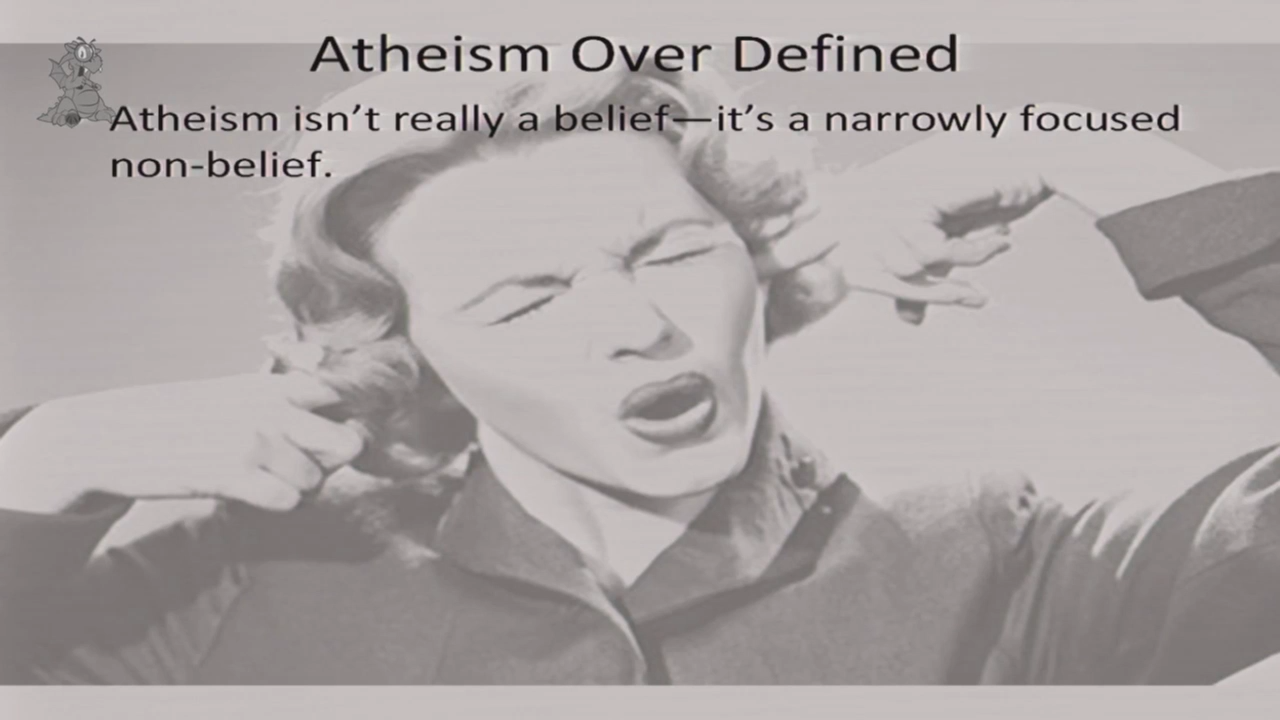 Atheism Over Defined
Atheism isn’t really a belief—it’s a narrowly focused
non-belief.